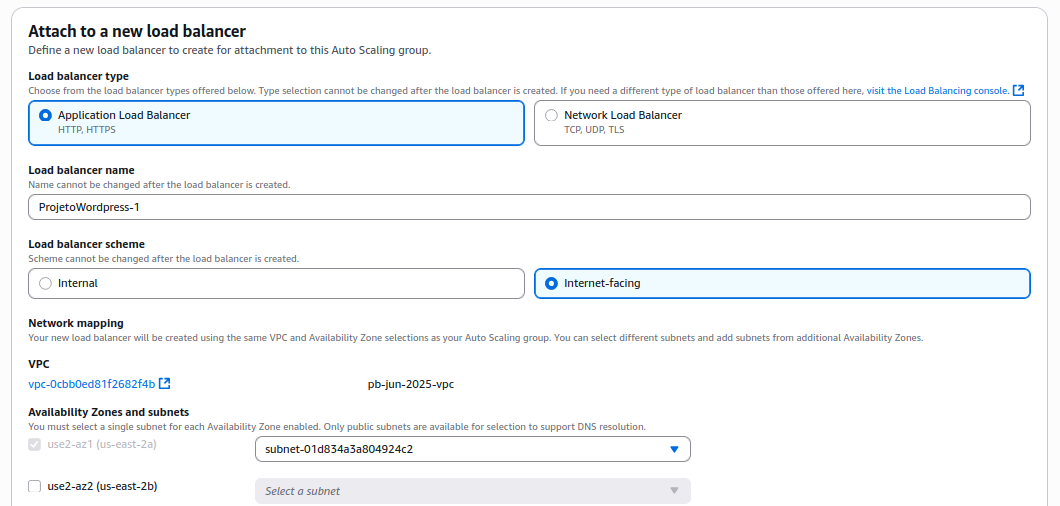 Attach to a new load balancer
Define a new load balancer to create for attachment to this Auto Scaling group.
Load balancer type
Choose from the load balancer types offered below. Type selection cannot be changed after the load balancer is created. If you need a different type of load balancer than those offered here, visit the Load Balancing console.
Application Load Balancer
HTTP, HTTPS
Network Load Balancer
TCP, UDP, TLS
Load balancer name
Name cannot be changed after the load balancer is created.
ProjetoWordpress-1
Load balancer scheme
Scheme cannot be changed after the load balancer is created.
Internal
Internet-facing
Network mapping
Your new load balancer will be created using the same VPC and Availability Zone selections as your Auto Scaling group. You can select different subnets and add subnets from additional Availability Zones.
VPC
vpc-0cbb0ed81f2682f4b
pb-jun-2025-vpc
Availability Zones and subnets
You must select a single subnet for each Availability Zone enabled. Only public subnets are available for selection to support DNS resolution.
use2-az1 (us-east-2a)
subnet-01d834a3a804924c2
use2-az2 (us-east-2b)
Select a subnet